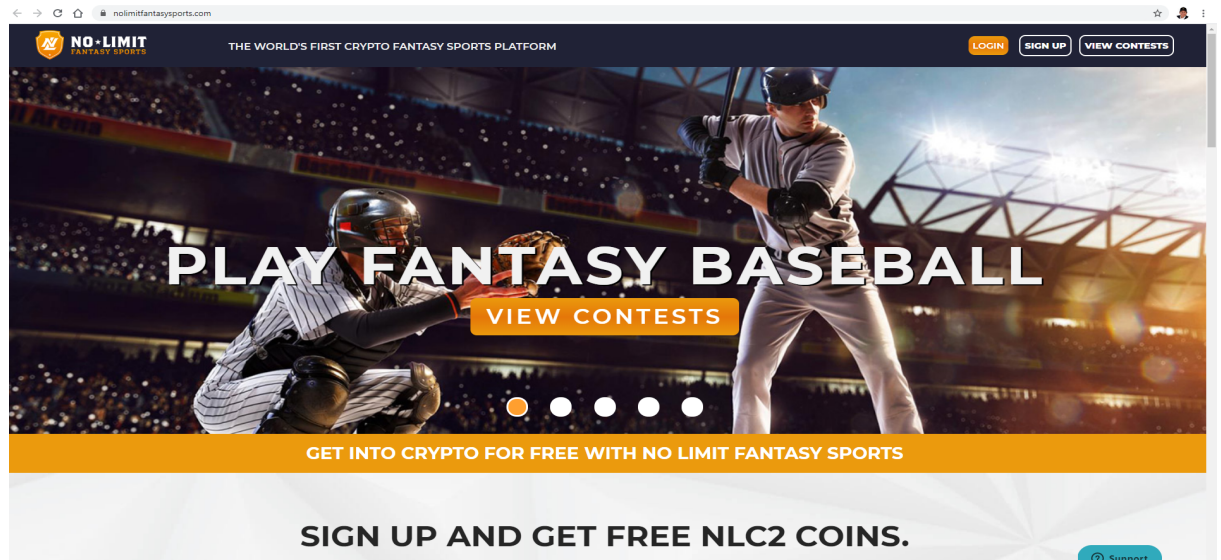 nolimitfantasysports.com
NO★LIMIT
FANTASY SPORTS
THE WORLD'S FIRST CRYPTO FANTASY SPORTS PLATFORM
LOGIN
SIGN UP
VIEW CONTESTS
PLAY FANTASY BASEBALL
VIEW CONTESTS
GET INTO CRYPTO FOR FREE WITH NO LIMIT FANTASY SPORTS
SIGN UP AND GET FREE NLC2 COINS.
Support